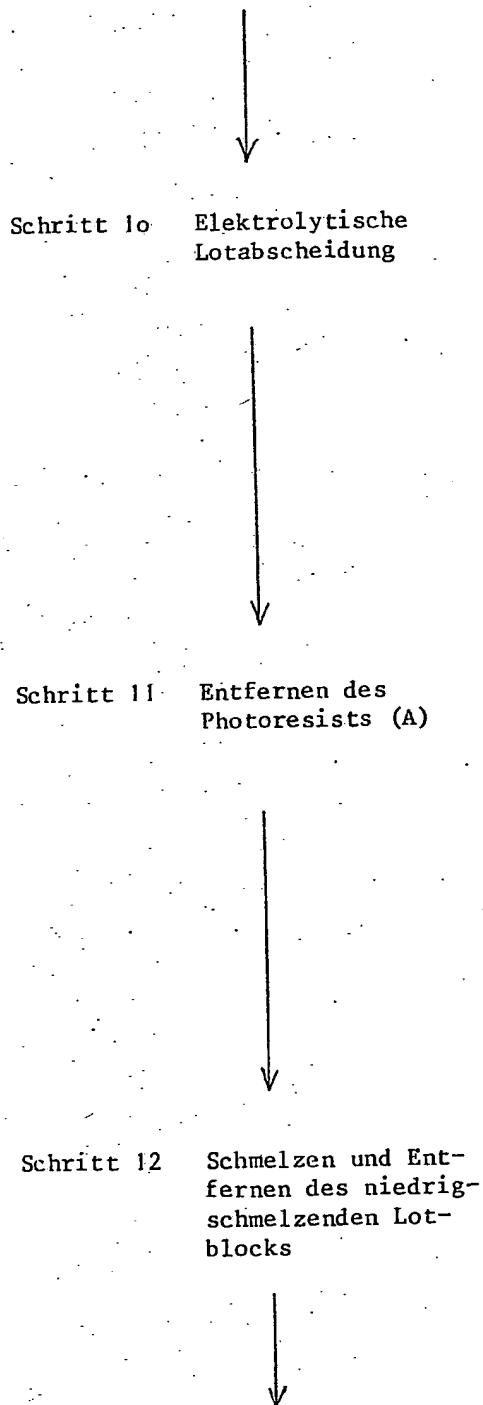 Schritt 1o Elektrolytische
Lotabscheidung
Schritt 11 Entfernen des
Photoresists (A)
Schritt 12 Schmelzen und Ent-
fernen des niedrig-
schmelzenden Lot-
blocks